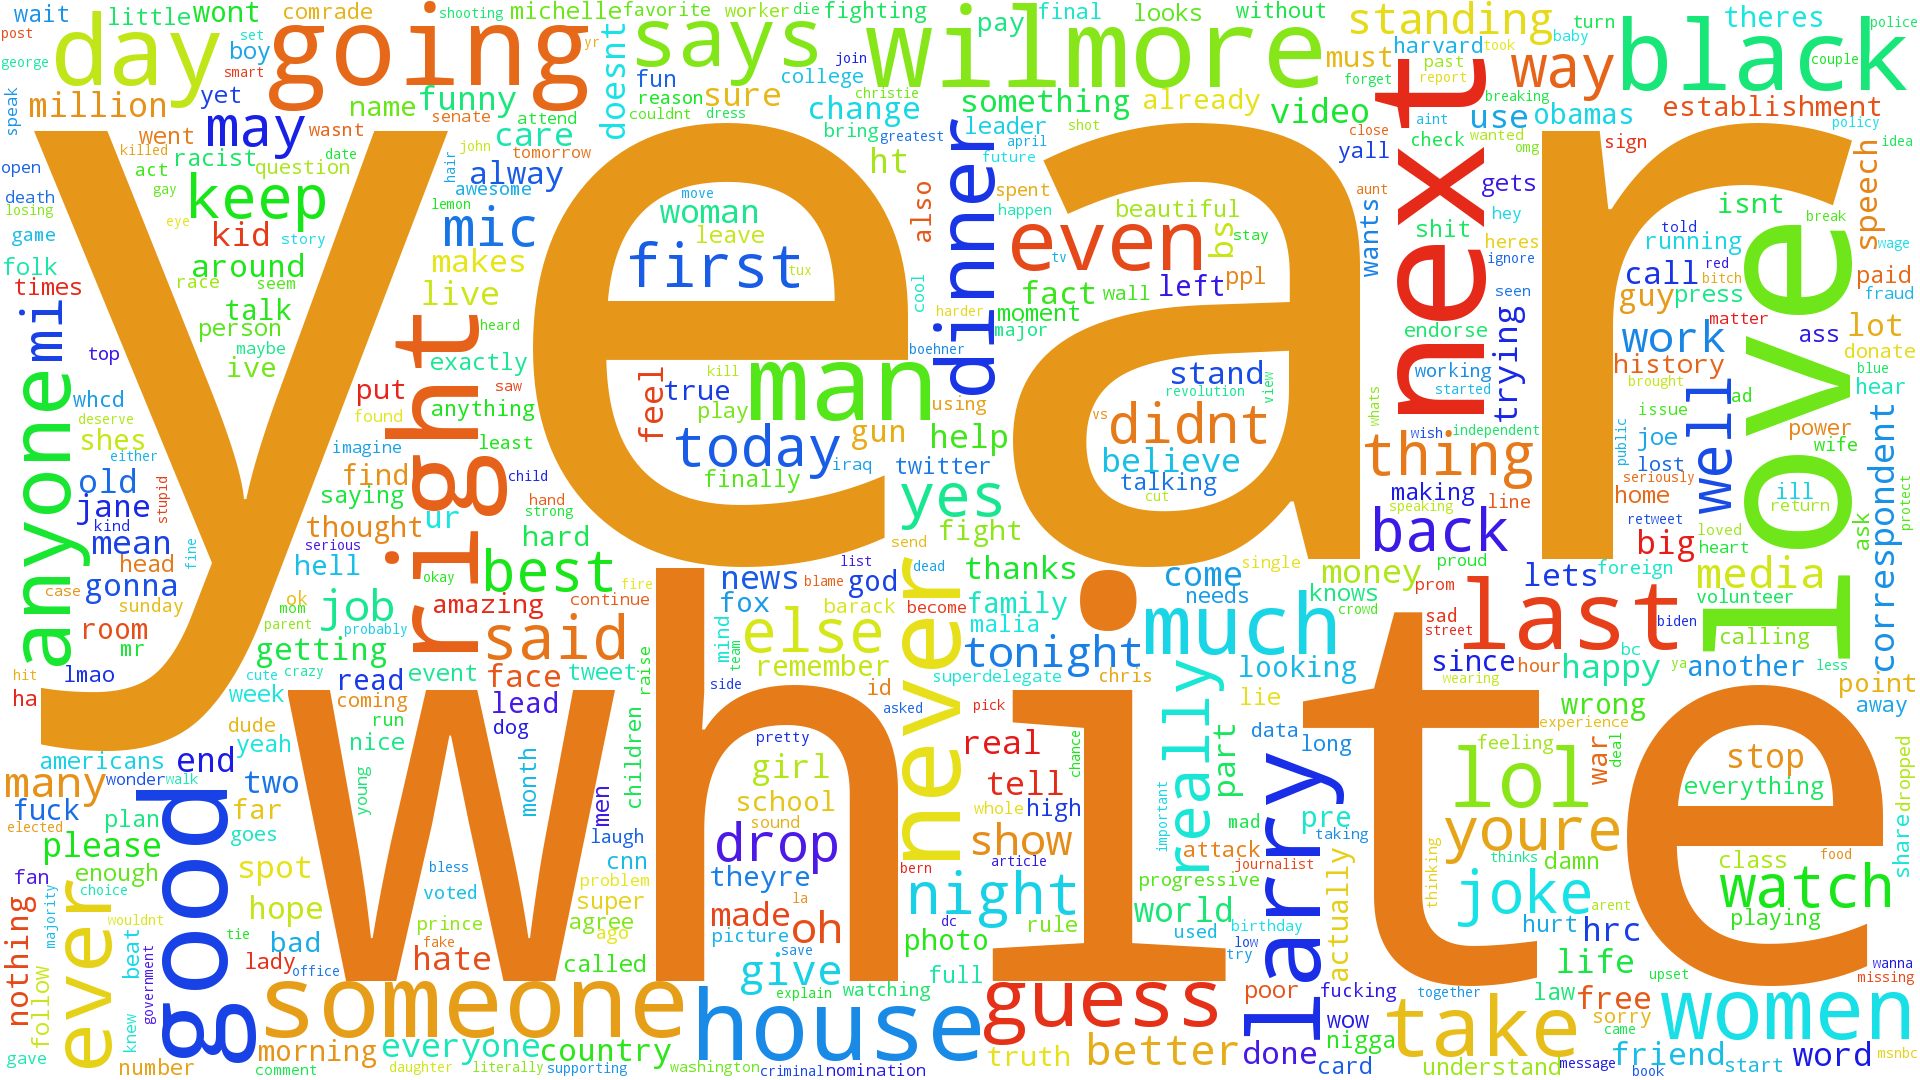 wait
little
wont
comrade
shooting
michelle
favorite
worker
die
fighting
pay
final
looks
without
standing
turn
baby
theres
police
post
george
day
set
boy
smart
going
yr
doesnt
says
fun
join
college
wilmore
must
harvard
took
past
report
way
black
couple
speak
million
yet
name
funny
senate
attend
reason
couldnt
sure
dress
change
christie
bring
greatest
something
leader
april
already
shot
video
forget
aint
close
check
next
breaking
use
wanted
omg
obamas
establishment
policy
idea
went
may
wasnt
care
tomorrow
killed
racist
date
john
hair
alway
ht
future
yall
sign
open
act
question
death
gay
keep
awesome
lemon
move
also
dinner
spent
happen
beautiful
aunt
wants
gets
isnt
speech
losing
eye
kid
story
mic
woman
leave
bs
stay
shit
hey
heres
told
running
break
game
folk
around
makes
first
tux
even
tv
ignore
red
bitch
wage
times
race
seem
live
cool
fact
wall
left
ppl
call
guy
press
paid
fraud
anyone
mi
talk
person
maybe
ive
year
right
heard
harder
moment
major
boehner
endorse
seen
trying
matter
work
ass
lot
donate
love
top
exactly
kill
man
true
feel
play
using
stand
revolution
view
vs
whats
working
started
history
brought
ad
blue
hear
whcd
deserve
put
found
saw
anything
least
didnt
wish
independent
issue
well
power
wife
correspondent
shes
either
imagine
find
today
gun
iraq
finally
help
twitter
believe
talking
cut
thing
public
joe
lost
seriously
old
jane
kind
stupid
saying
child
hand
strong
yes
making
speaking
line
home
ill
return
protect
mean
fine
thought
ur
serious
hard
send
fight
back
retweet
big
loved
heart
ask
head
gonna
case
sunday
hell
okay
best
fire
news
list
blame
dead
god
thanks
come
single
needs
money
proud
prom
lets
foreign
media
volunteer
room
mr
ok
mom
parent
job
probably
amazing
continue
fox
barack
become
family
malia
knows
crowd
sad
street
last
biden
calling
lmao
hit
ha
getting
cute
crazy
said
mind
team
else
never
tonight
much
since
hour
bc
happy
ya
another
less
week
coming
read
event
face
tweet
raise
remember
id
superdelegate
chris
really
looking
wearing
wrong
point
away
dude
yeah
run
nice
lead
dog
side
asked
pick
lie
data
long
experience
americans
wonder
walk
end
two
young
month
men
children
white
pretty
girl
real
chance
feeling
war
deal
stop
everything
sharedropped
many
fuck
elected
good
far
goes
laugh
school
sound
tell
whole
high
part
important
larry
mad
pre
taking
lol
youre
plan
please
enough
spot
bless
voted
cnn
problem
drop
show
article
attack
journalist
thinks
damn
class
food
fan
choice
majority
wouldnt
ever
hope
prince
super
agree
theyre
la
bern
progressive
actually
thinking
joke
arent
watch
playing
nothing
follow
beat
tie
bad
fake
ago
made
oh
picture
save
night
dc
rule
world
used
birthday
low
try
hurt
hrc
government
knew
lady
office
hate
called
give
photo
full
life
upset
wanna
missing
someone
explain
watching
house
guess
poor
fucking
together
law
free
women
gave
number
morning
comment
everyone
daughter
literally
country
supporting
washington
criminal
nomination
truth
better
done
wow
card
nigga
take
understand
sorry
came
message
friend
book
start
word
msnbc